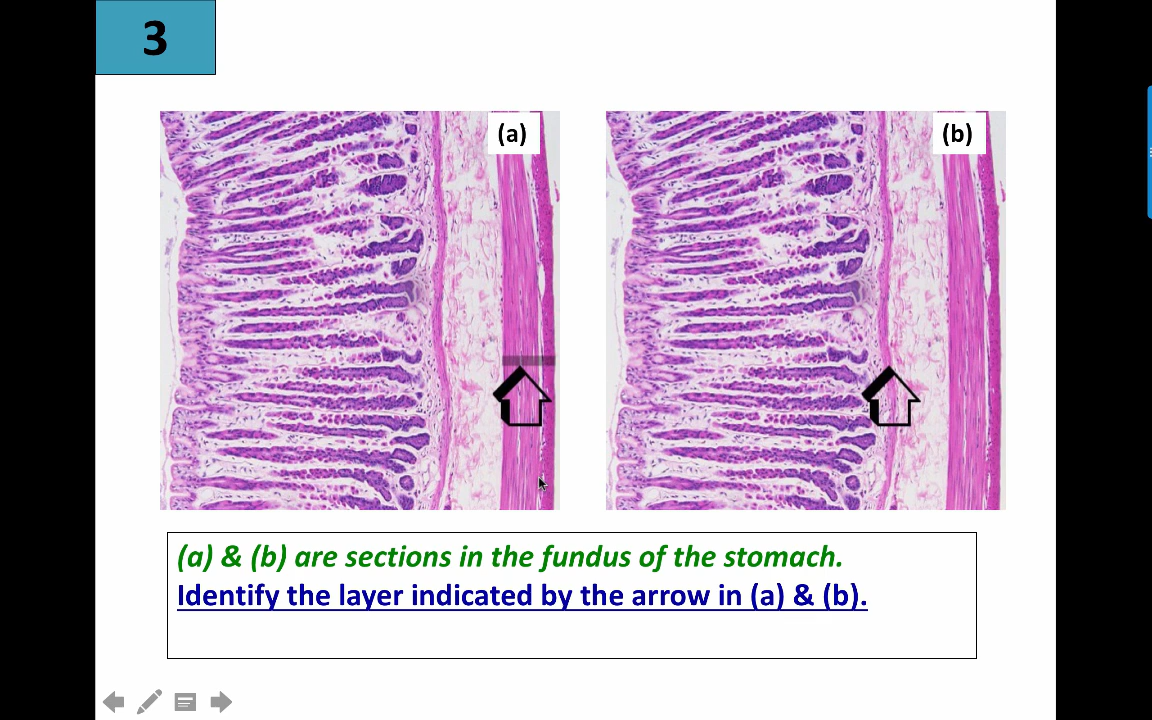 3
(a)
(b)
(a) & (b) are sections in the fundus of the stomach.
Identify the layer indicated by the arrow in (a) & (b).